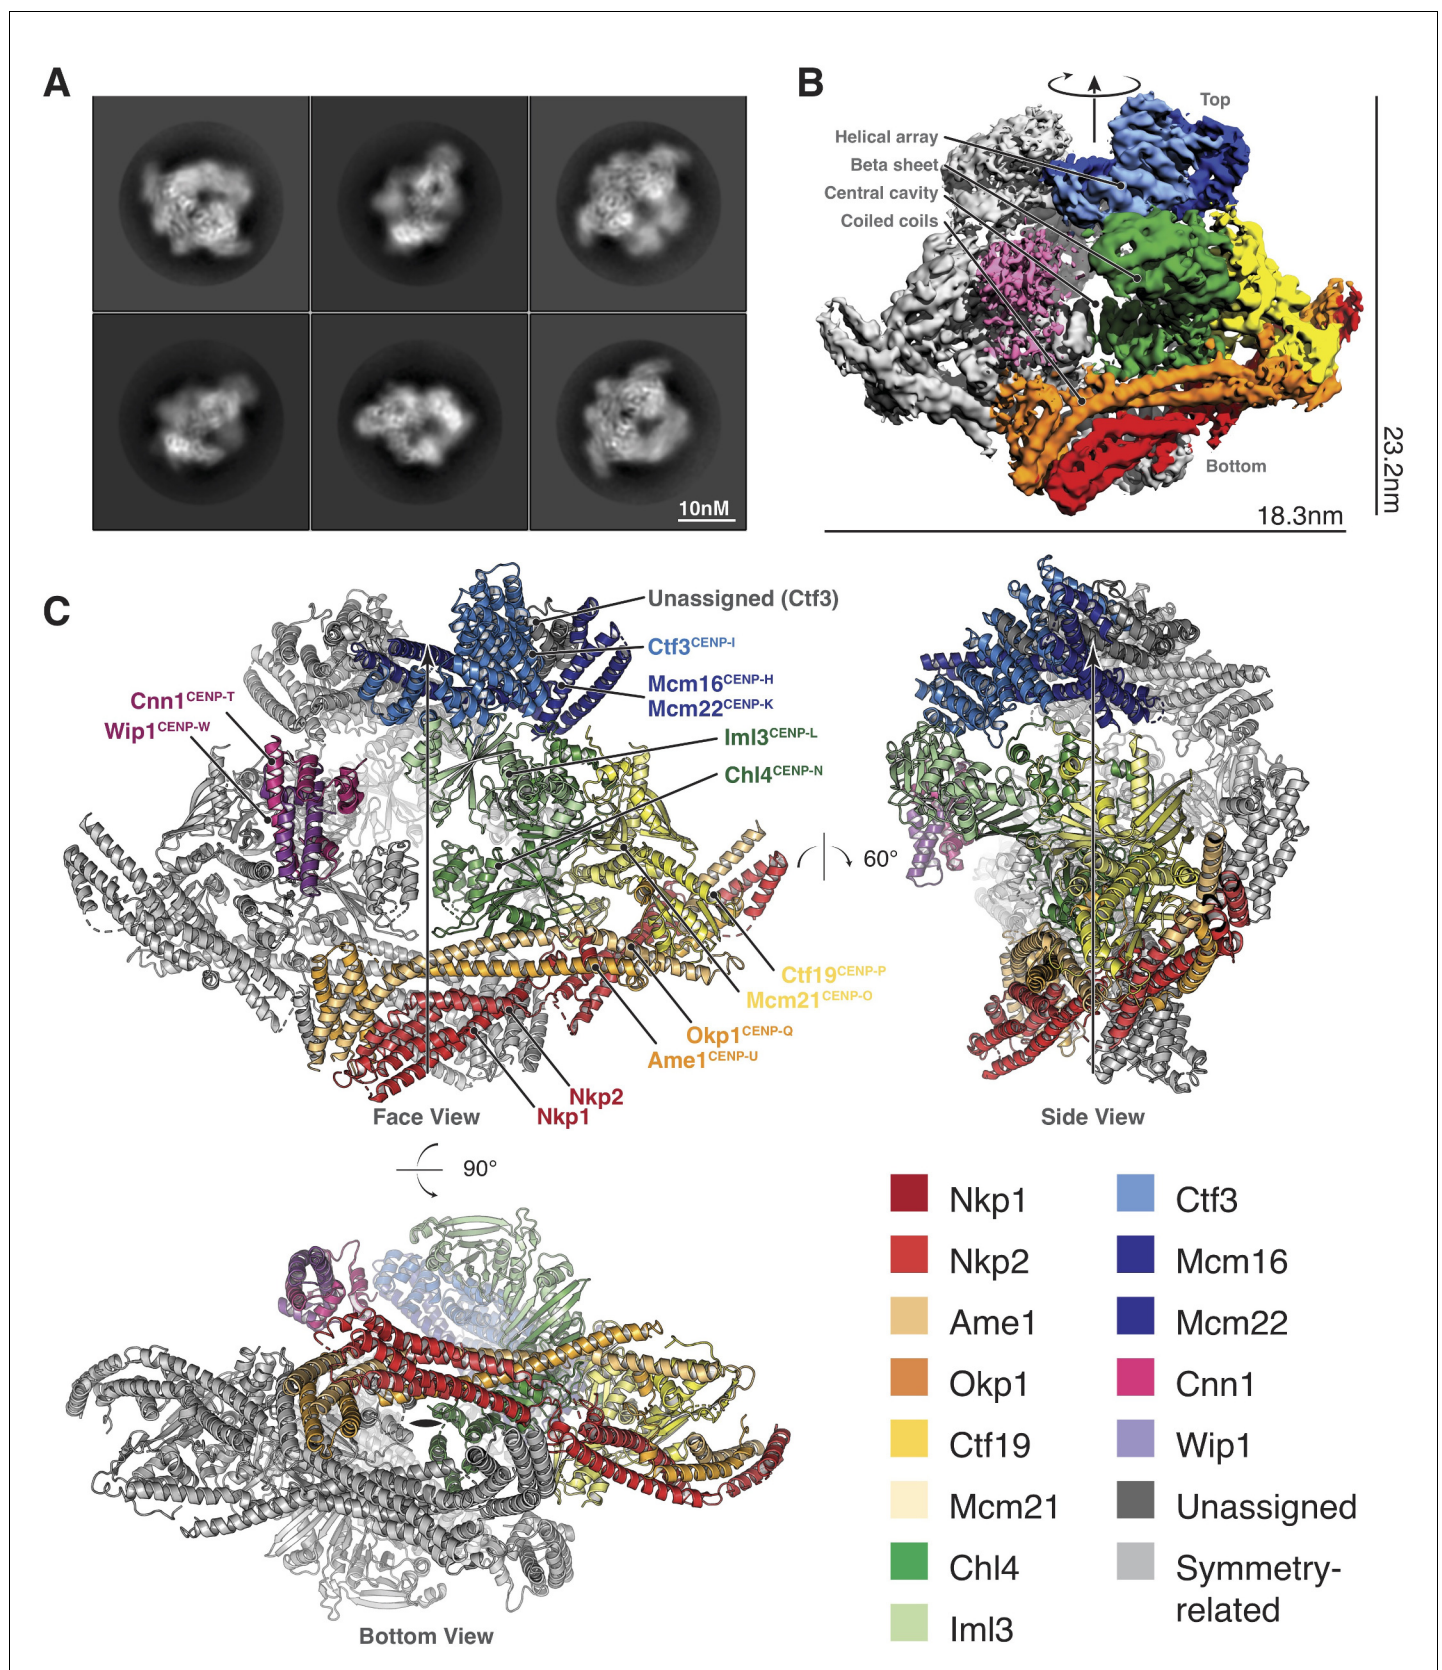 A
10nM
B
Top
Helical array
Beta sheet
Central cavity
Coiled coils
Bottom
23.2nm
18.3nm
C
Unassigned (Ctf3)
Ctf3CENP-I
Mcm16CENP-H
Mcm22CENP-K
Cnn1CENP-T
Wip1CENP-W
Iml3CENP-L
Chl4CENP-N
60°
Ctf19CENP-P
Mcm21CENP-O
Okp1CENP-Q
Ame1CENP-U
Nkp2
Nkp1
Face View
Side View
90°
Nkp1
Nkp2
Ame1
Okp1
Ctf19
Mcm21
Chl4
Iml3
Ctf3
Mcm16
Mcm22
Cnn1
Wip1
Unassigned
Symmetry-
related
Bottom View